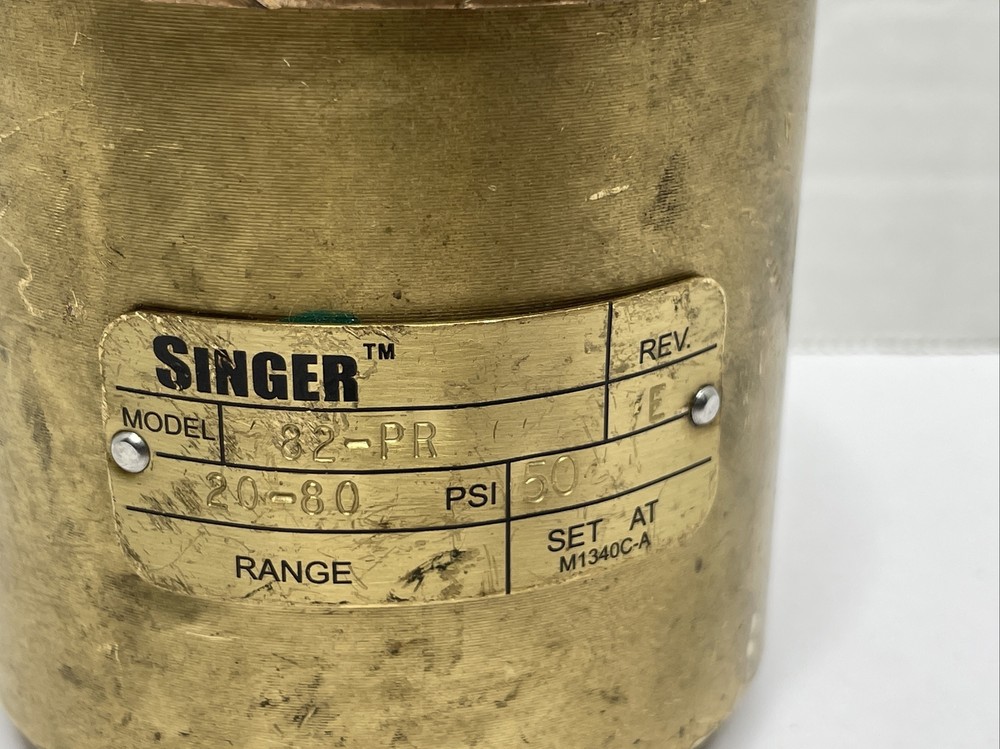 SINGER™
REV.
E
MODEL 82-PR
20-80 PSI 50
RANGE
SET AT
M1340C-A